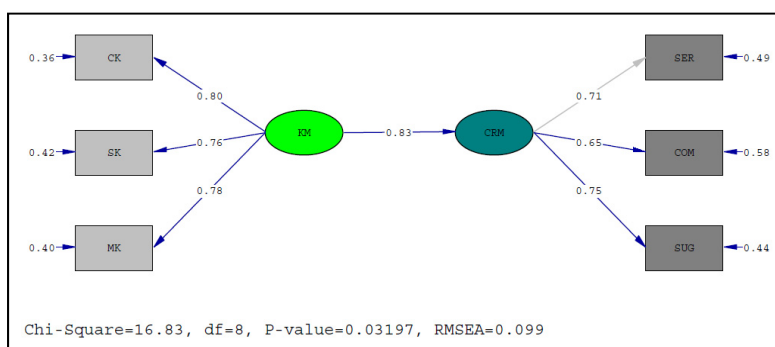 0.36 CK SER 0.49
0.80 0.71
KM 0.83 CRM
0.42 SK 0.76 0.65 COM 0.58
0.78 0.75
0.40 MK SUG 0.44
Chi-Square=16.83, df=8, P-value=0.03197, RMSEA=0.099